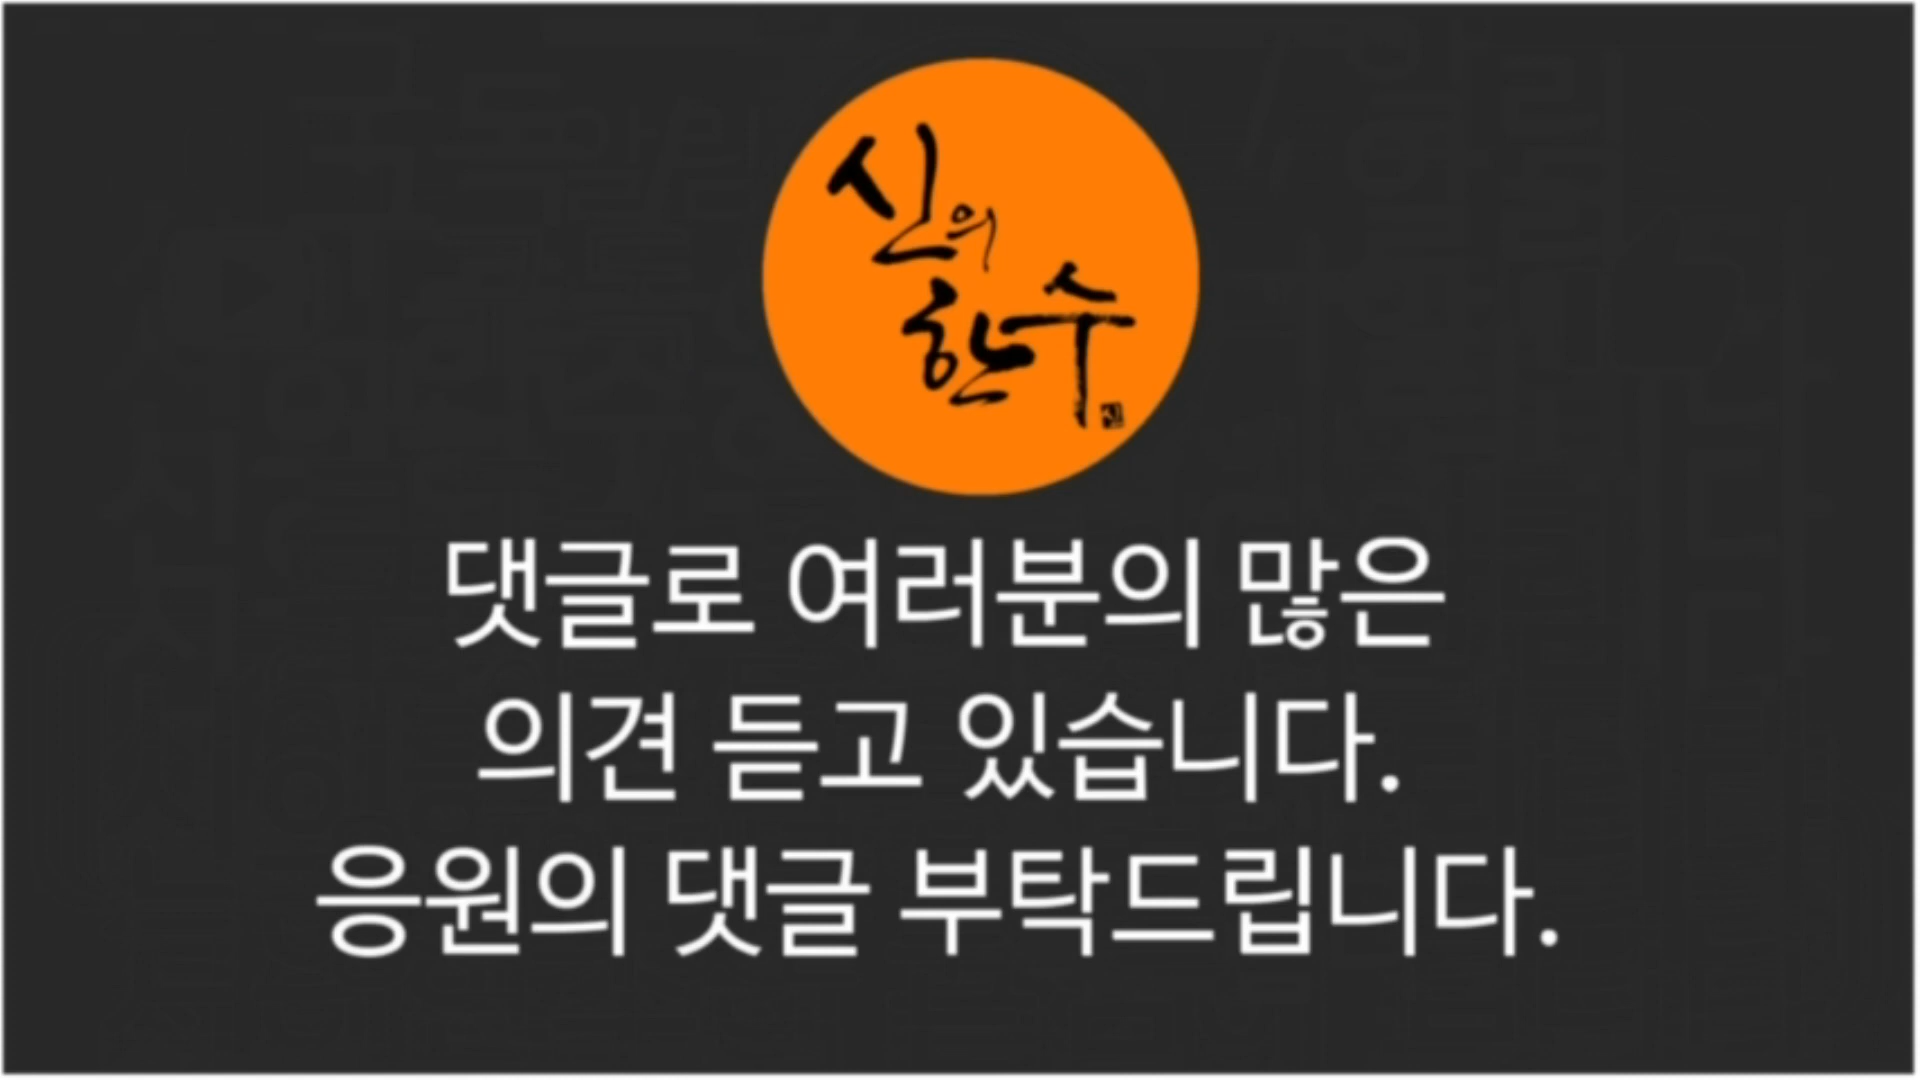 신의
한수
댓글로 여러분의 많은
의견 듣고 있습니다.
응원의 댓글 부탁드립니다.